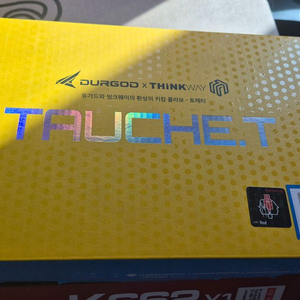 DURGOD x THINKWAY
듀가드와 씽크웨이의 환상의 키캡 콜라보 - 토체티
TAUCHE.T
Red